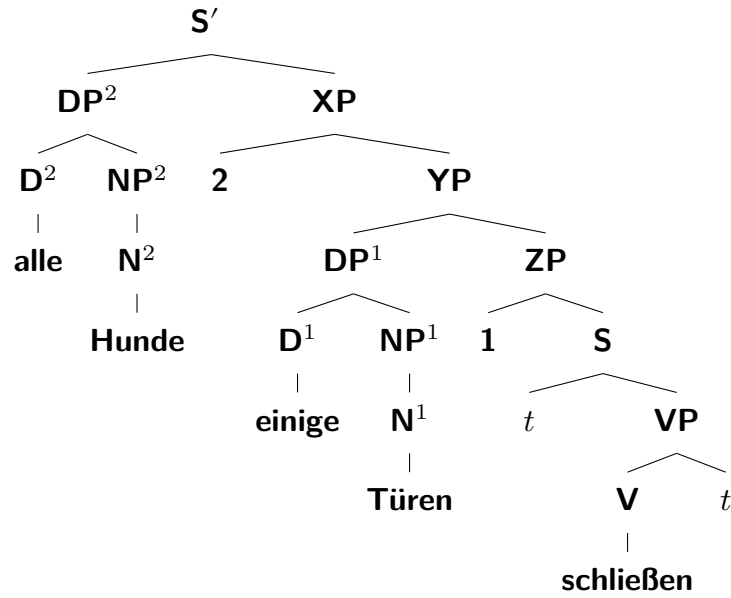 S′
DP² XP
D² NP² 2 YP
alle N² DP¹ ZP
Hunde D¹ NP¹ 1 S
einige N¹ t VP
Türen V t
schließen